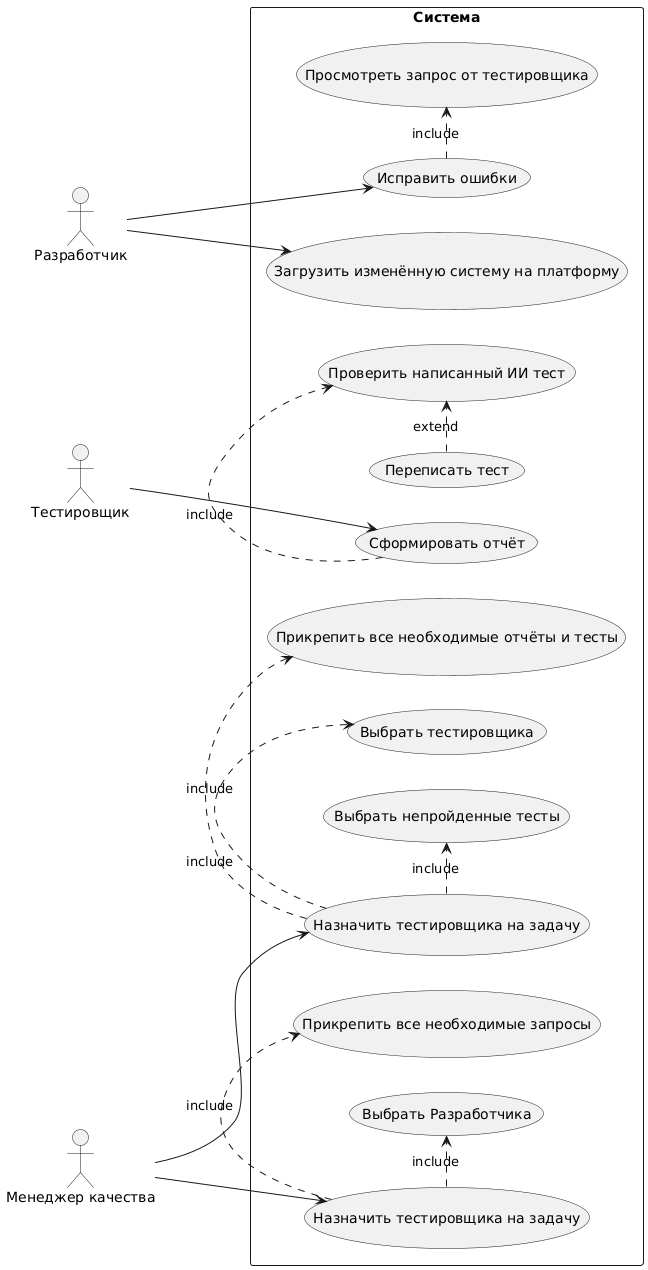 Система
Просмотреть запрос от тестировщика
include
Исправить ошибки
Разработчик
Загрузить изменённую систему на платформу
Проверить написанный ИИ тест
extend
Переписать тест
Тестировщик
include
Сформировать отчёт
Прикрепить все необходимые отчёты и тесты
Выбрать тестировщика
include
Выбрать непройденные тесты
include
include
Назначить тестировщика на задачу
Прикрепить все необходимые запросы
include
Выбрать Разработчика
include
Менеджер качества
Назначить тестировщика на задачу